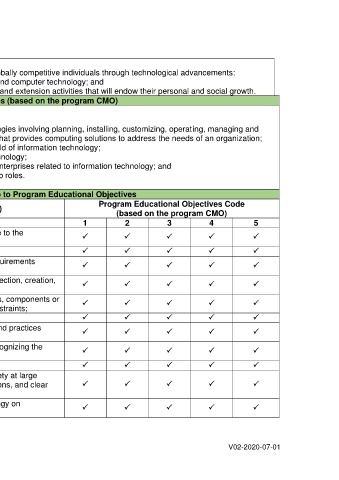 bally competitive individuals through technological advancements;
nd computer technology; and
and extension activities that will endow their personal and social growth.
s (based on the program CMO)
gies involving planning, installing, customizing, operating, managing and
hat provides computing solutions to address the needs of an organization;
ld of information technology;
nology;
nterprises related to information technology; and
o roles.
to Program Educational Objectives
)
Program Educational Objectives Code
(based on the program CMO)
1 2 3 4 5
e to the
✓ ✓ ✓ ✓ ✓
✓ ✓ ✓ ✓ ✓
uirements
✓ ✓ ✓ ✓ ✓
ection, creation,
✓ ✓ ✓ ✓ ✓
s, components or
straints;
✓ ✓ ✓ ✓ ✓
✓ ✓ ✓ ✓ ✓
nd practices
✓ ✓ ✓ ✓ ✓
ognizing the
✓ ✓ ✓ ✓ ✓
✓ ✓ ✓ ✓ ✓
ety at large
ons, and clear
✓ ✓ ✓ ✓ ✓
ogy on
✓ ✓ ✓ ✓ ✓
V02-2020-07-01